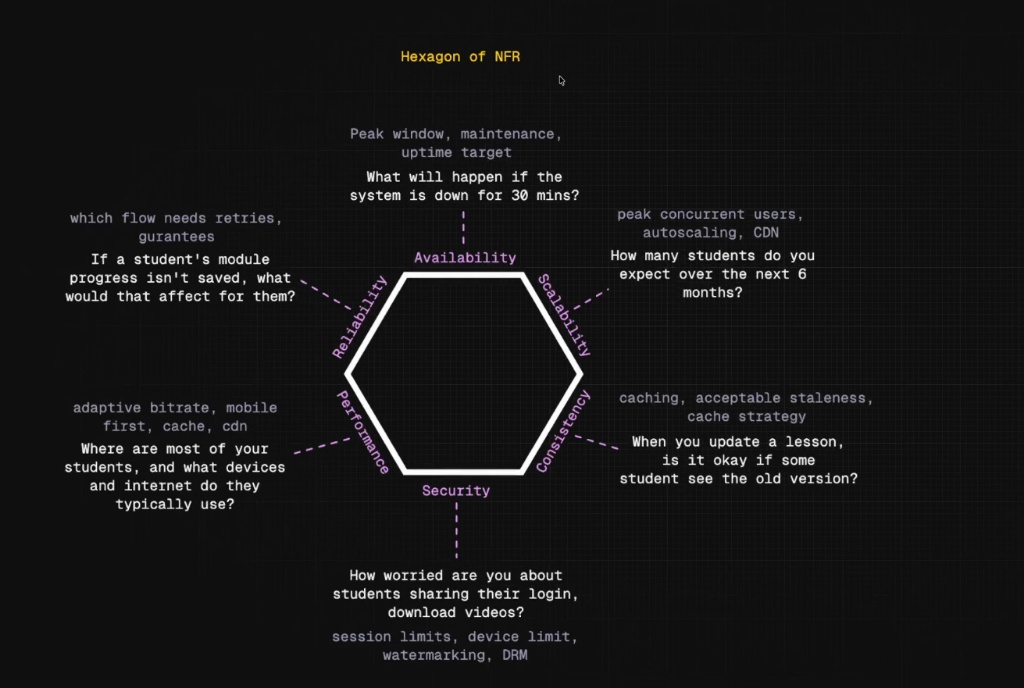 Hexagon of NFR
Peak window, maintenance,
uptime target
What will happen if the
system is down for 30 mins?
Availability
which flow needs retries,
gurantees
If a student's module
progress isn't saved, what
would that affect for them?
Reliability
peak concurrent users,
autoscaling, CDN
How many students do you
expect over the next 6
months?
Scalability
adaptive bitrate, mobile
first, cache, cdn
Where are most of your
students, and what devices
and internet do they
typically use?
Performance
caching, acceptable staleness,
cache strategy
When you update a lesson,
is it okay if some
student see the old version?
Consistency
Security
How worried are you about
students sharing their login,
download videos?
session limits, device limit,
watermarking, DRM